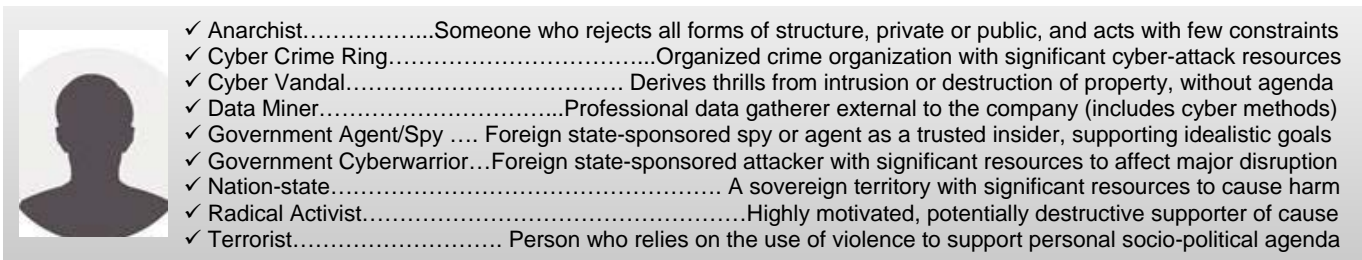 ✓ Anarchist……………...Someone who rejects all forms of structure, private or public, and acts with few constraints
✓ Cyber Crime Ring……………………………...Organized crime organization with significant cyber-attack resources
✓ Cyber Vandal………………………………. Derives thrills from intrusion or destruction of property, without agenda
✓ Data Miner……………………...Professional data gatherer external to the company (includes cyber methods)
✓ Government Agent/Spy …. Foreign state-sponsored spy or agent as a trusted insider, supporting idealistic goals
✓ Government Cyberwarrior…Foreign state-sponsored attacker with significant resources to affect major disruption
✓ Nation-state……………………………………………. A sovereign territory with significant resources to cause harm
✓ Radical Activist……………………………………………Highly motivated, potentially destructive supporter of cause
✓ Terrorist………………………. Person who relies on the use of violence to support personal socio-political agenda